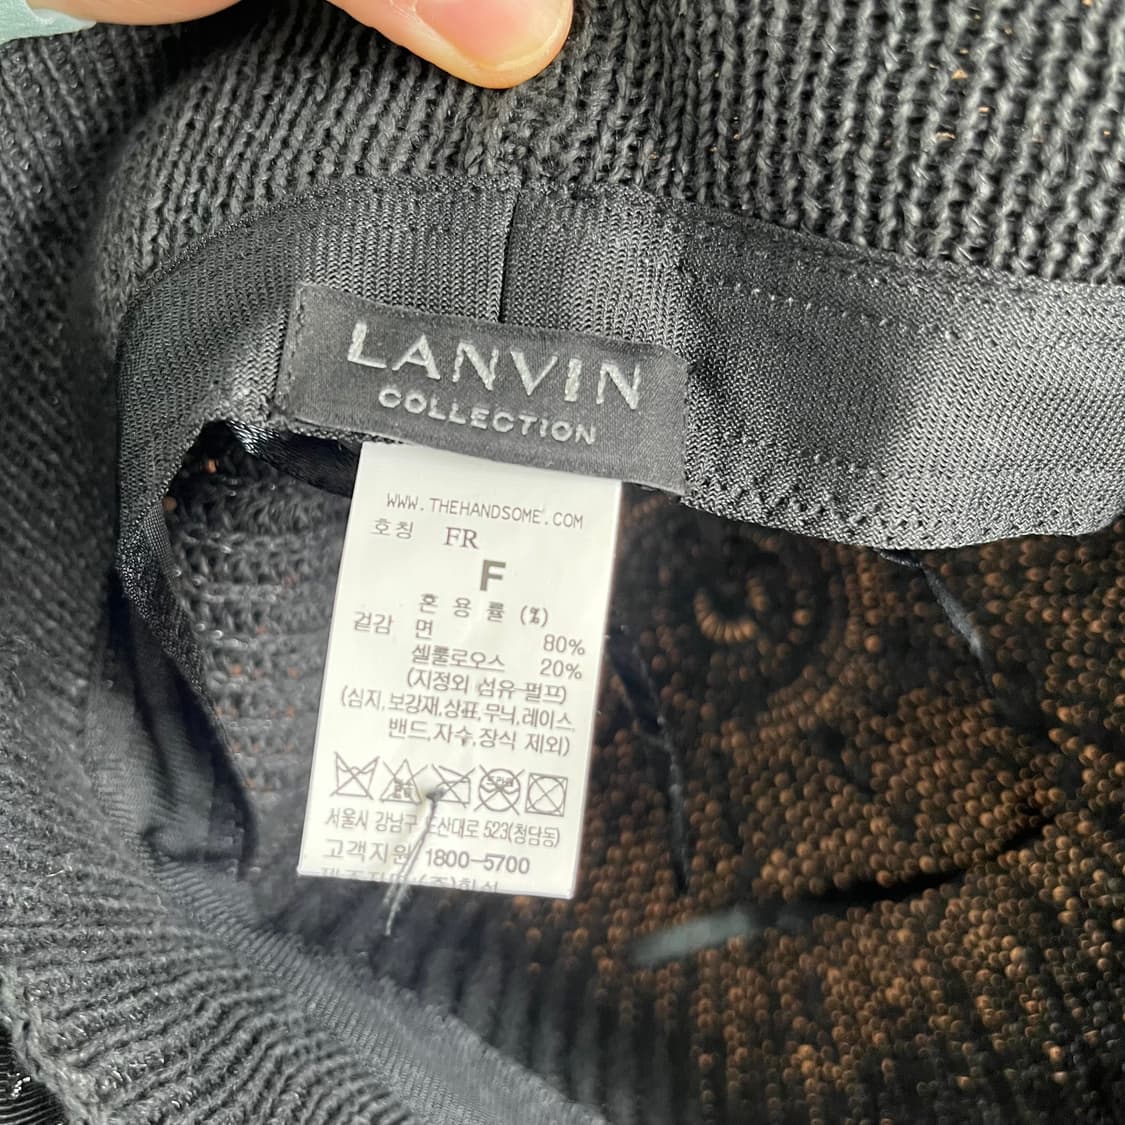 LANVIN
COLLECTION
WWW.THEHANDSOME.COM
호칭 FR
F
혼 용 률 (%)
겉감 면 80%
셀룰로오스 20%
(지정외 섬유-펄프)
(심지,보강재,상표,무늬,레이스,
밴드,자수,장식 제외)
서울시 강남구 도산대로 523(청담동)
고객지원 1800-5700